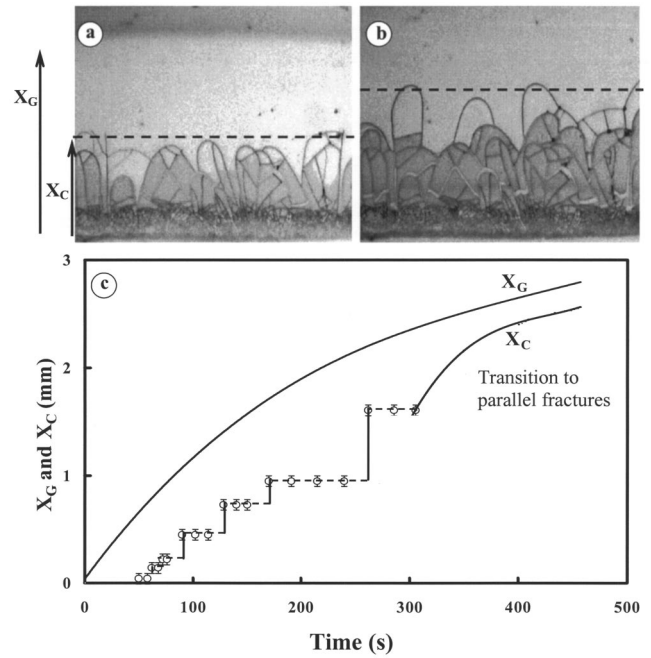 a
b
X_G
X_C
3
2
1
0
c
X_G and X_C (mm)
X_G
X_C
Transition to
parallel fractures
0 100 200 300 400 500
Time (s)